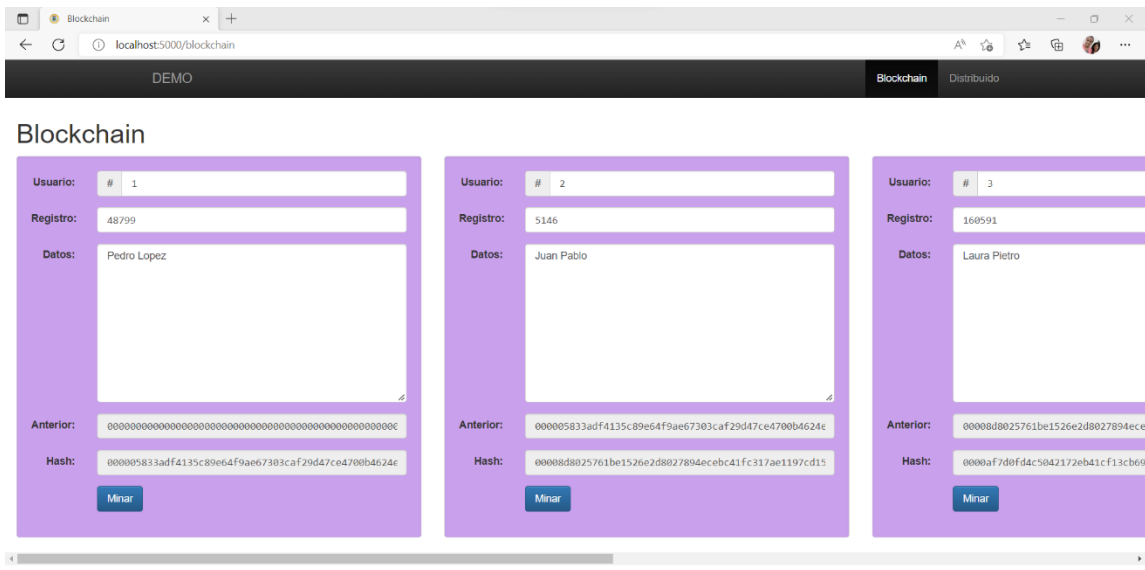 Blockchain
localhost:5000/blockchain
DEMO
Blockchain
Distribuido
Blockchain
Usuario: # 1
Registro: 48799
Datos: Pedro Lopez
Anterior: 00000000000000000000000000000000000000000000000000
Hash: 000005833adf4135c89e64f9ae67303caf29d47ce4700b4624e
Minar
Usuario: # 2
Registro: 5146
Datos: Juan Pablo
Anterior: 000005833adf4135c89e64f9ae67303caf29d47ce4700b4624e
Hash: 00008d8025761be1526e2d8027894ecebc41fc317ae1197cd15
Minar
Usuario: # 3
Registro: 160591
Datos: Laura Pietro
Anterior: 00008d8025761be1526e2d8027894ece
Hash: 0000af7d0fd4c5042172eb41cf13cb69
Minar